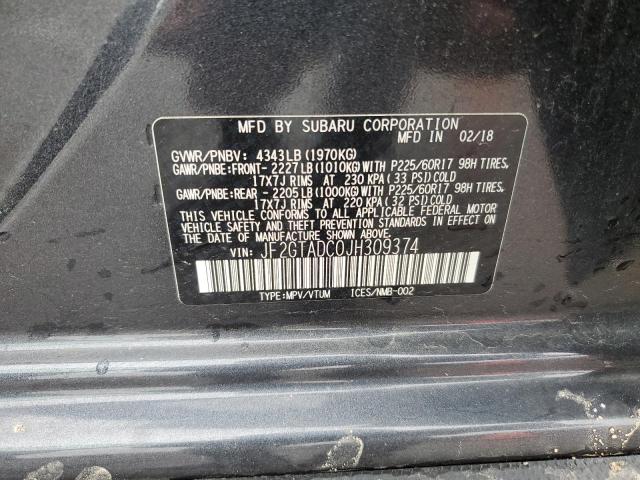 MFD BY SUBARU CORPORATION
MFD IN 02/18
GVWR/PNBV: 4343LB (1970KG)
GAWR/PNBE:FRONT-2227LB (1010KG)WITH P225/60R17 98H TIRES,
17X7J RIMS AT 230 KPA (33 PSI)COLD
GAWR/PNBE:REAR -2205LB (1000KG)WITH P225/60R17 98H TIRES,
17X7J RIMS AT 220 KPA (32 PSI)COLD
THIS VEHICLE CONFORMS TO ALL APPLICABLE FEDERAL MOTOR
VEHICLE SAFETY STANDARDS IN EFFECT ON THE DATE OF
MANUFACTURE SHOWN ABOVE.
VIN: JF2GTADC0JH309374
TYPE:MPV/VTUM ICES/NMB-002